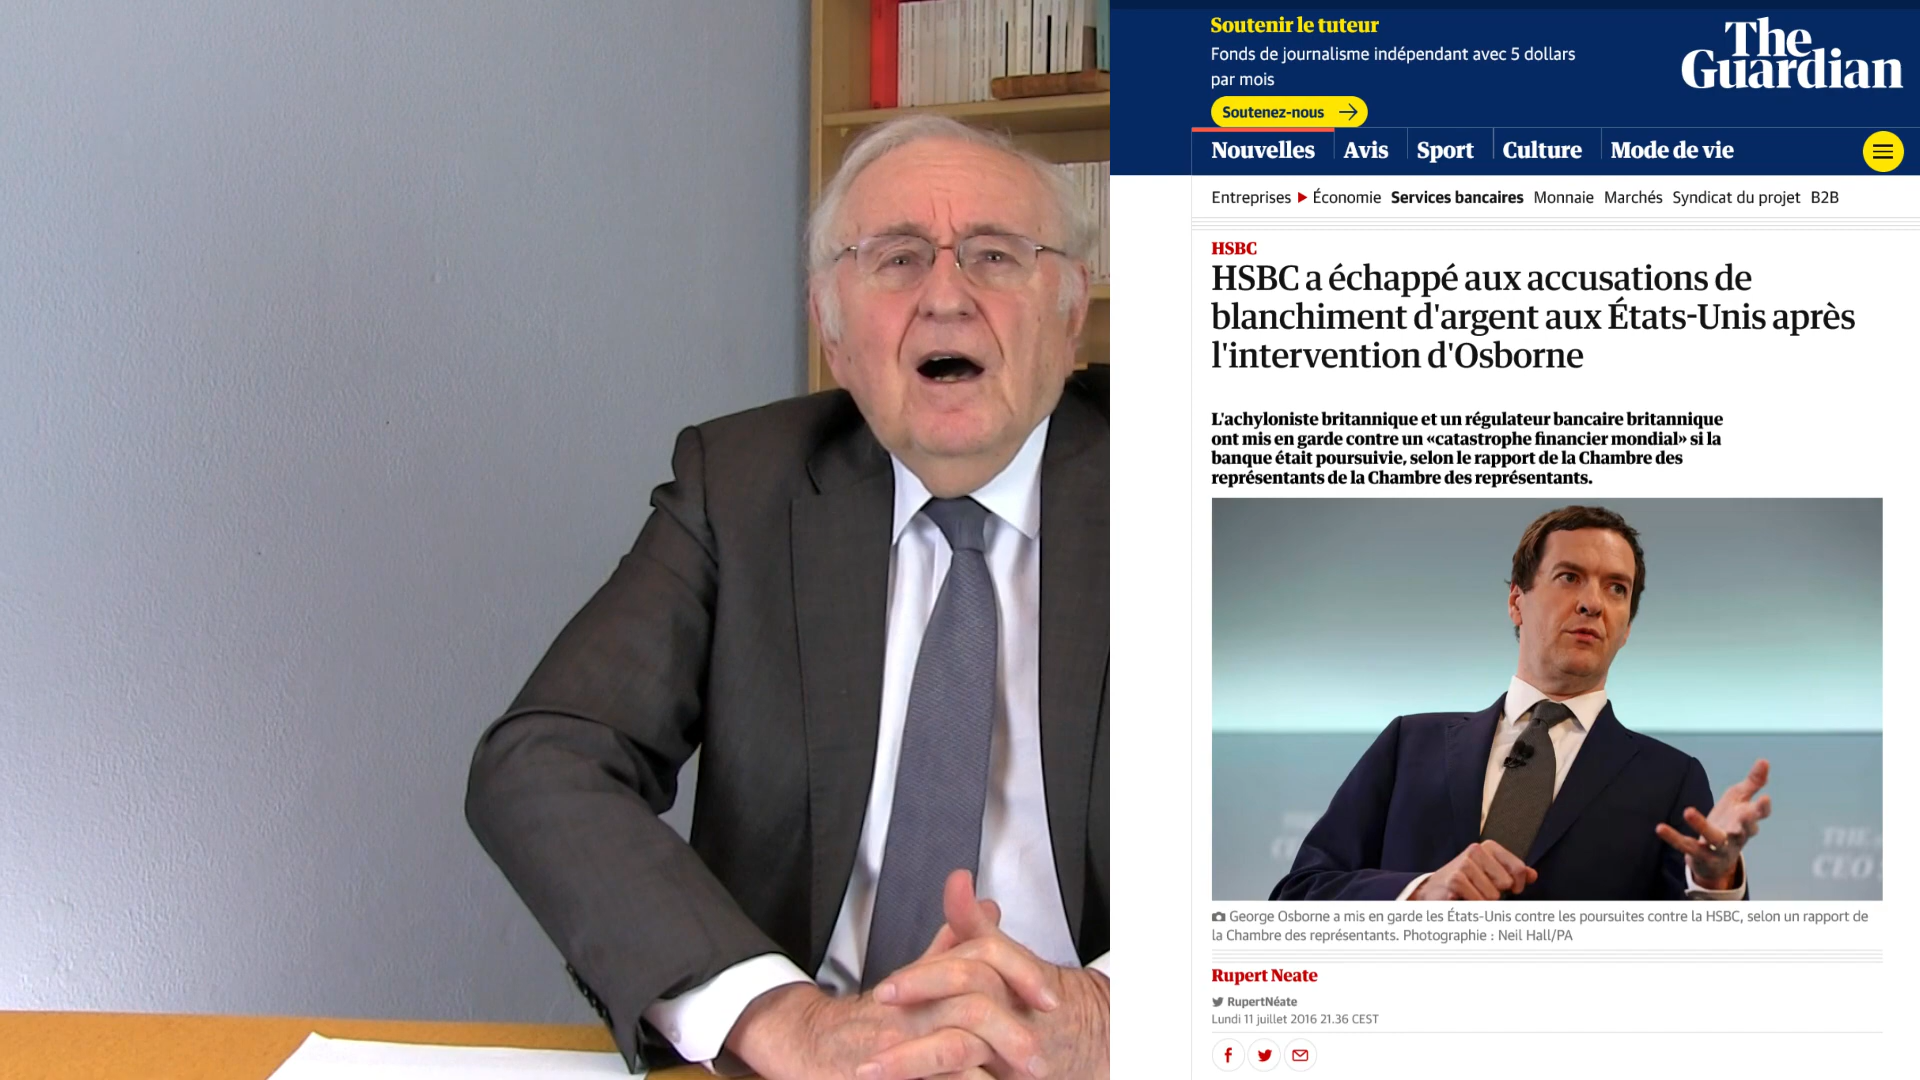 Soutenir le tuteur
Fonds de journalisme indépendant avec 5 dollars
par mois
Soutenez-nous
The
Guardian
Nouvelles
Avis
Sport
Culture
Mode de vie
Entreprises
Économie
Services bancaires
Monnaie
Marchés
Syndicat du projet
B2B
HSBC
HSBC a échappé aux accusations de
blanchiment d'argent aux États-Unis après
l'intervention d'Osborne
L'achyloniste britannique et un régulateur bancaire britannique
ont mis en garde contre un «catastrophe financier mondial» si la
banque était poursuivie, selon le rapport de la Chambre des
représentants de la Chambre des représentants.
George Osborne a mis en garde les États-Unis contre les poursuites contre la HSBC, selon un rapport de
la Chambre des représentants. Photographie : Neil Hall/PA
Rupert Neate
RupertNéate
Lundi 11 juillet 2016 21.36 CEST